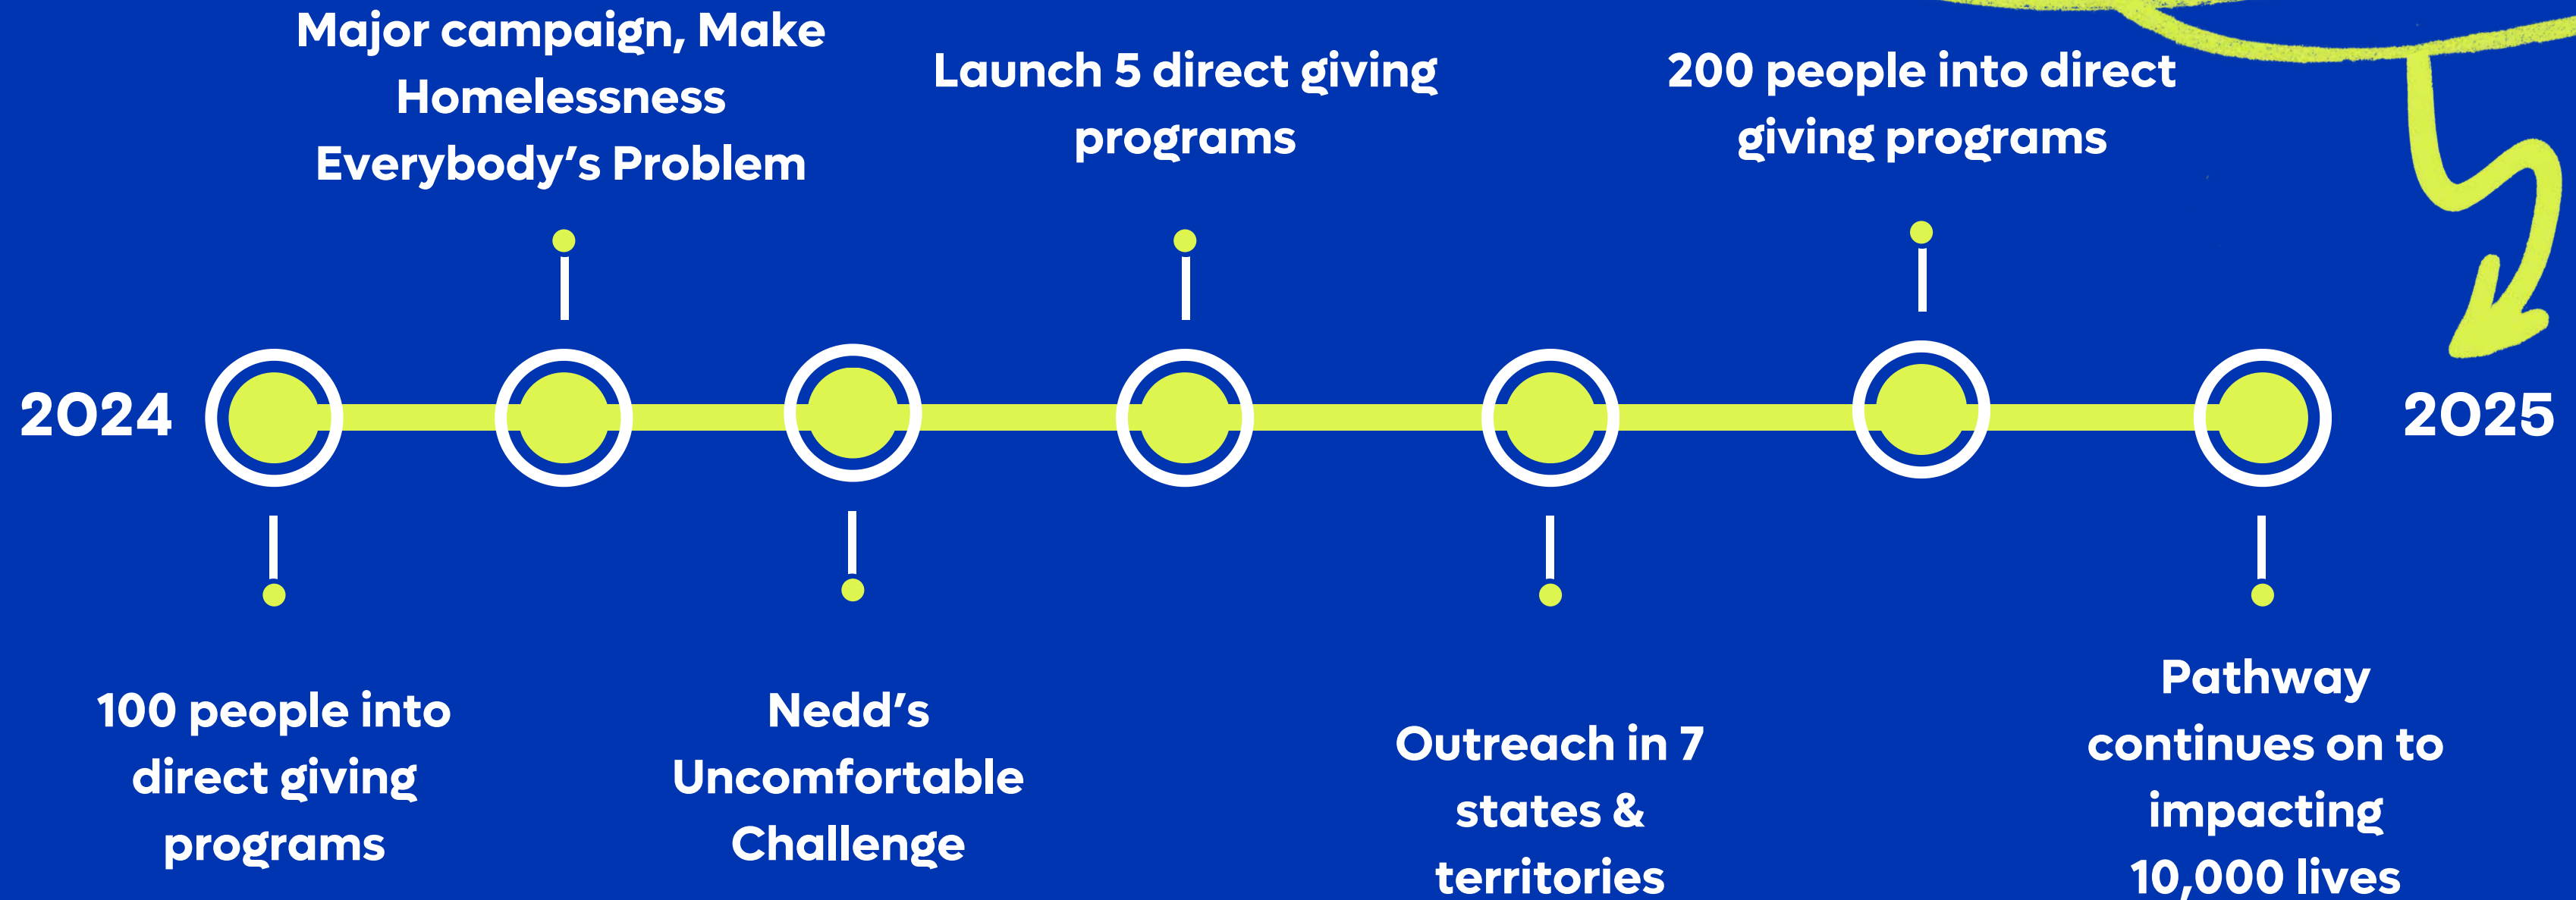 Major campaign, Make
Homelessness
Everybody's Problem
Launch 5 direct giving
programs
200 people into direct
giving programs
2024
2025
100 people into
direct giving
programs
Nedd's
Uncomfortable
Challenge
Outreach in 7
states &
territories
Pathway
continues on to
impacting
10,000 lives